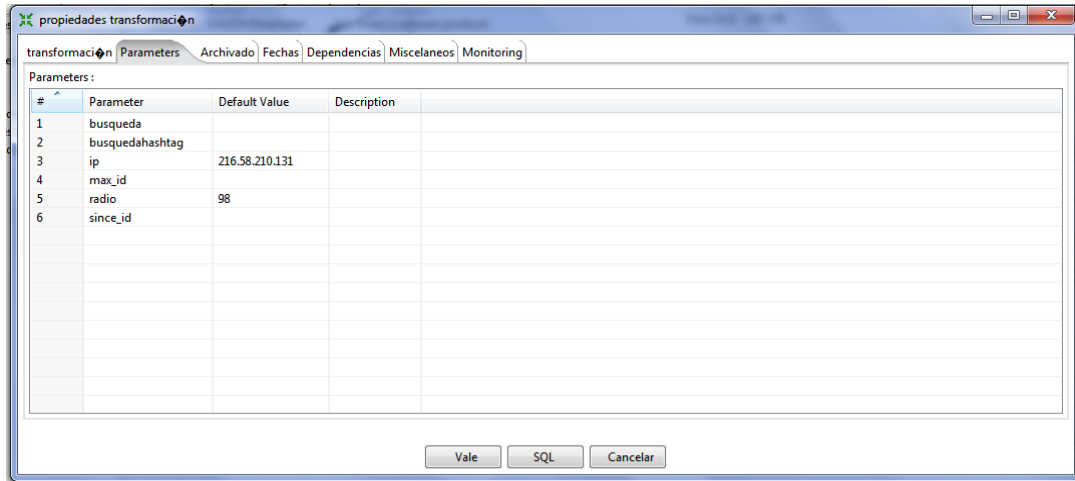 propiedades transformaci�n
transformaci�n Parameters Archivado Fechas Dependencias Miscelaneos Monitoring
Parameters :
# Parameter Default Value Description
1 busqueda
2 busquedahashtag
3 ip 216.58.210.131
4 max_id
5 radio 98
6 since_id
Vale SQL Cancelar